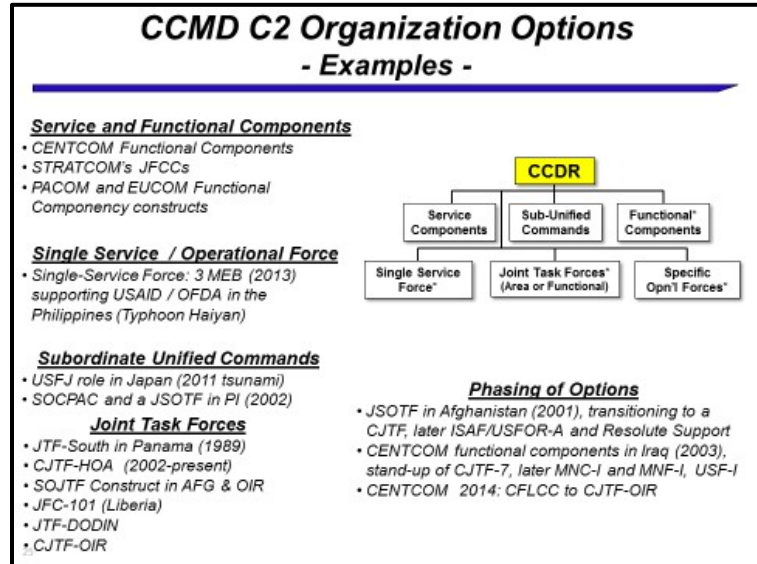 CCMD C2 Organization Options
- Examples -
Service and Functional Components
• CENTCOM Functional Components
• STRATCOM's JFCCs
• PACOM and EUCOM Functional
Componency constructs
Single Service / Operational Force
• Single-Service Force: 3 MEB (2013)
supporting USAID / OFDA in the
Philippines (Typhoon Haiyan)
Subordinate Unified Commands
• USFJ role in Japan (2011 tsunami)
• SOCPAC and a JSOTF in PI (2002)
Joint Task Forces
• JTF-South in Panama (1989)
• CJTF-HOA (2002-present)
• SOJTF Construct in AFG & OIR
• JFC-101 (Liberia)
• JTF-DODIN
• CJTF-OIR
CCDR
Service
Components
Sub-Unified
Commands
Functional*
Components
Single Service
Force*
Joint Task Forces*
(Area or Functional)
Specific
Opn'l Forces*
Phasing of Options
• JSOTF in Afghanistan (2001), transitioning to a
CJTF, later ISAF/USFOR-A and Resolute Support
• CENTCOM functional components in Iraq (2003),
stand-up of CJTF-7, later MNC-I and MNF-I, USF-I
• CENTCOM 2014: CFLCC to CJTF-OIR